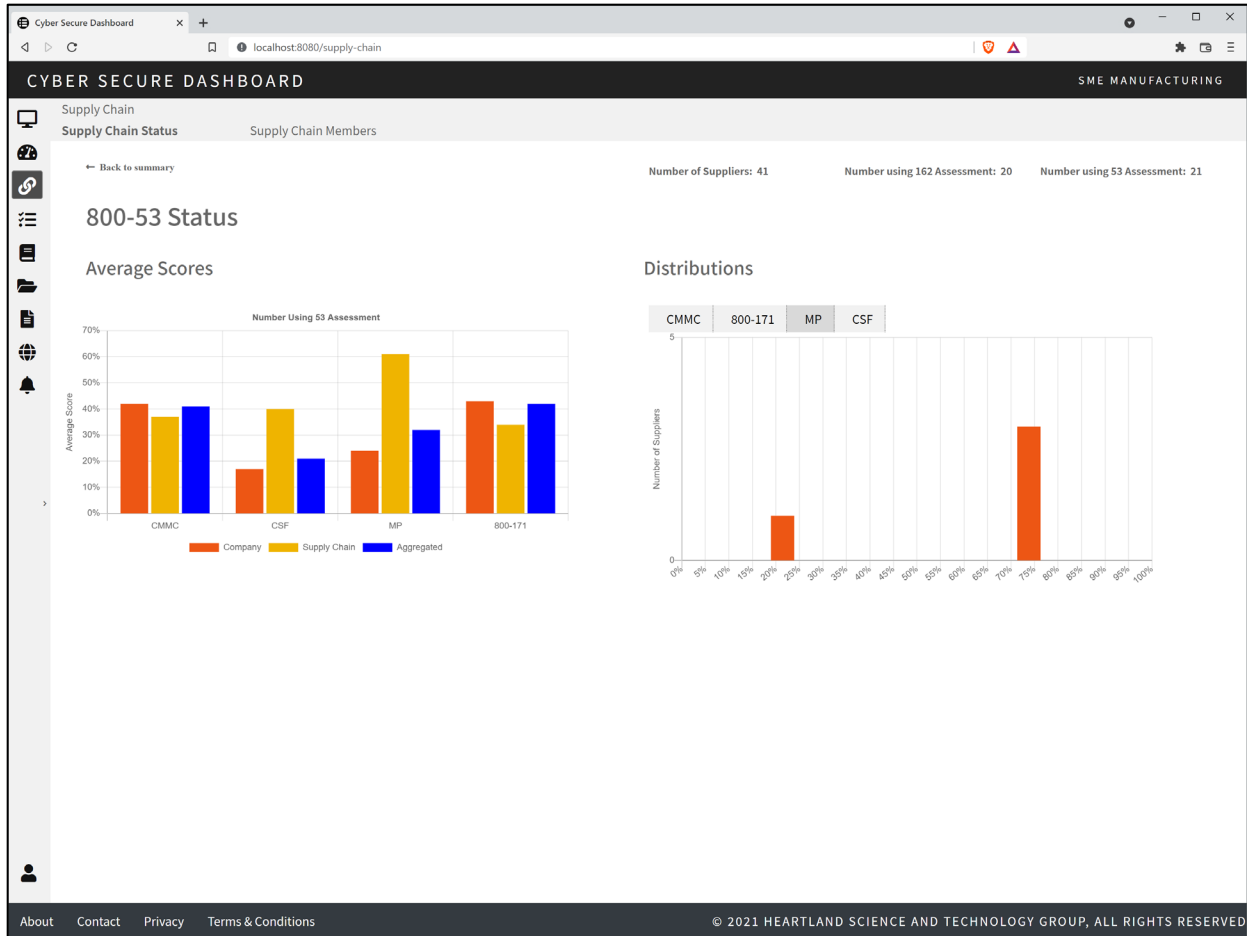 Cyber Secure Dashboard
localhost:8080/supply-chain
CYBER SECURE DASHBOARD
SME MANUFACTURING
Supply Chain
Supply Chain Status
Supply Chain Members
← Back to summary
Number of Suppliers: 41
Number using 162 Assessment: 20
Number using 53 Assessment: 21
800-53 Status
Average Scores
Number Using 53 Assessment
70%
60%
50%
40%
30%
20%
10%
0%
Average Score
CMMC
CSF
MP
800-171
Company
Supply Chain
Aggregated
Distributions
CMMC
800-171
MP
CSF
5
0
Number of Suppliers
0%
5%
10%
15%
20%
25%
30%
35%
40%
45%
50%
55%
60%
65%
70%
75%
80%
85%
90%
95%
100%
About
Contact
Privacy
Terms & Conditions
© 2021 HEARTLAND SCIENCE AND TECHNOLOGY GROUP, ALL RIGHTS RESERVED